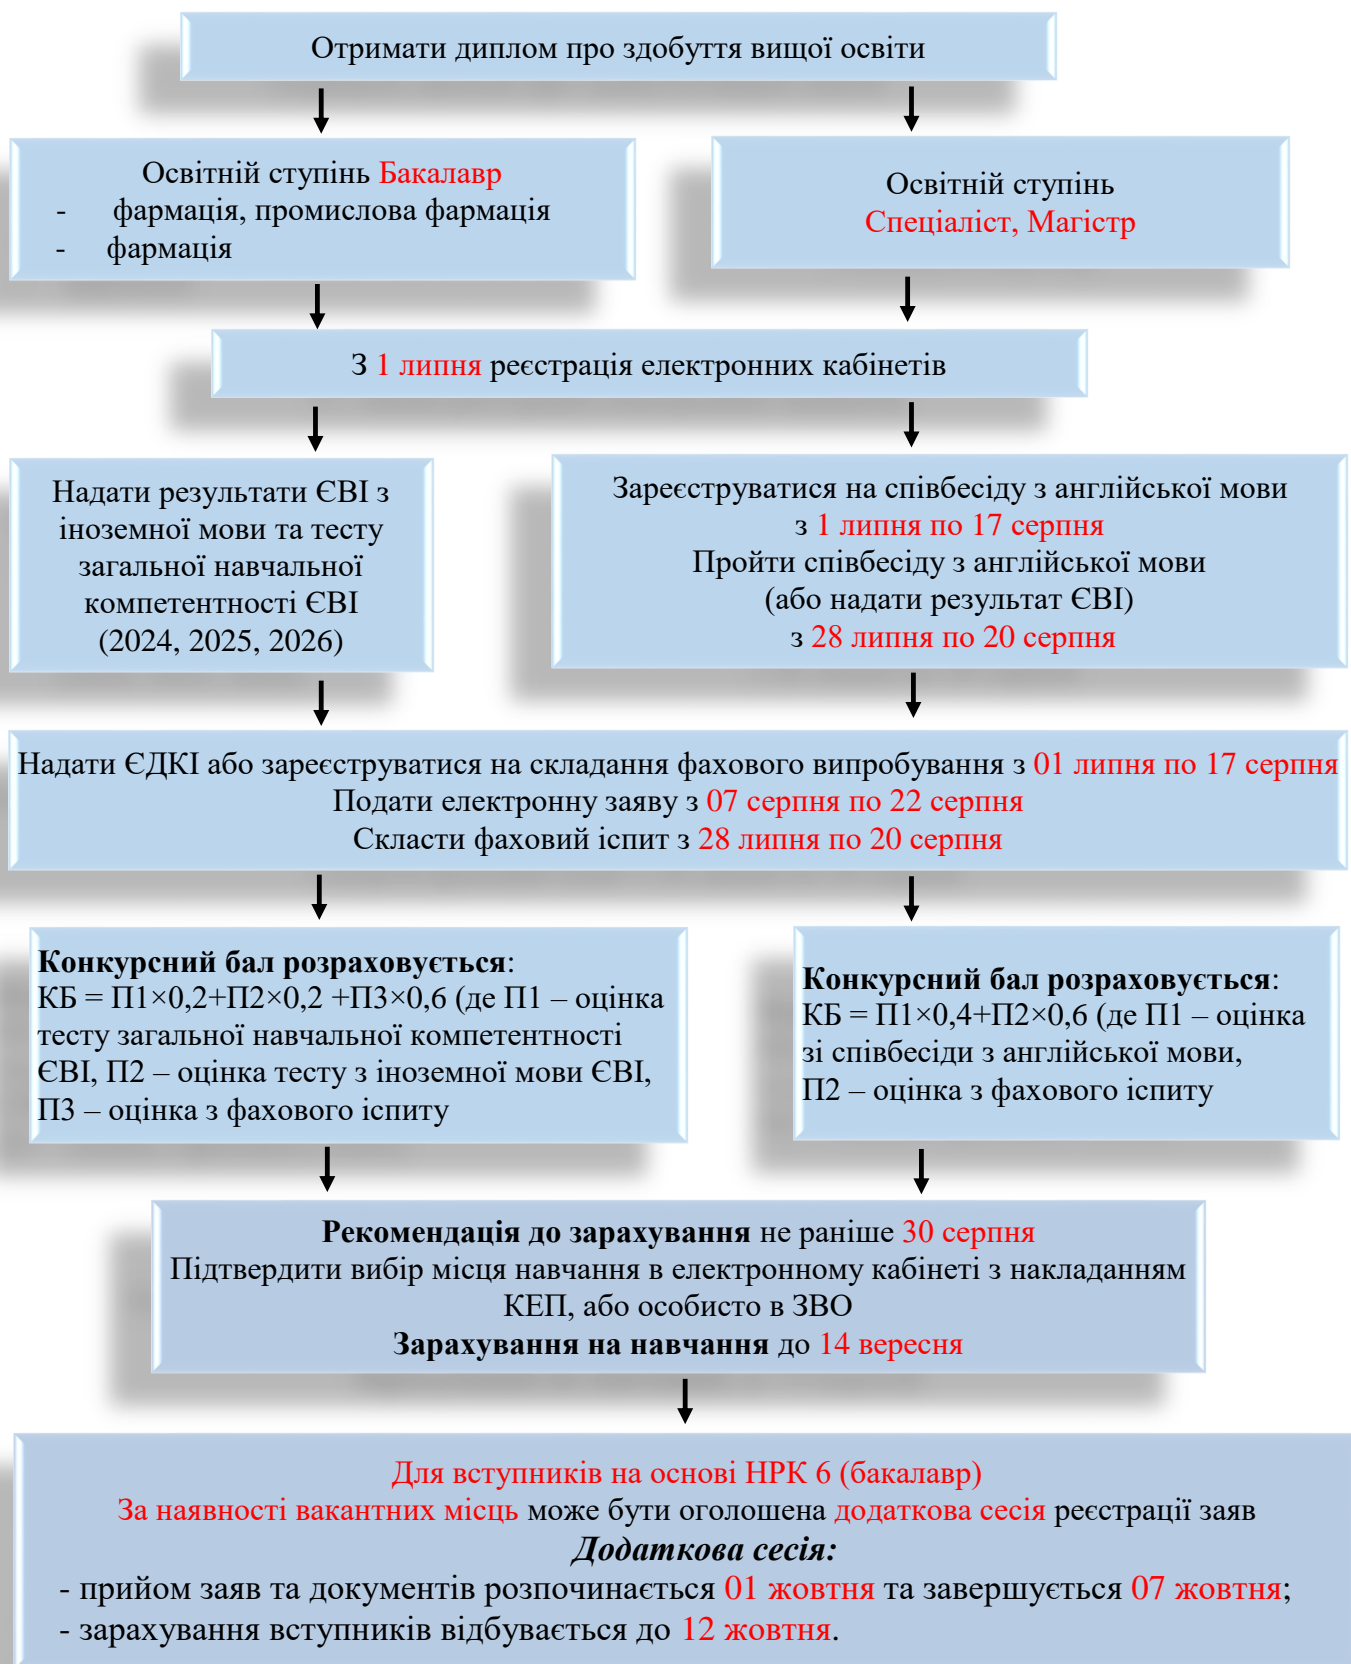 Отримати диплом про здобуття вищої освіти
Освітній ступінь Бакалавр
- фармація, промислова фармація
- фармація
Освітній ступінь
Спеціаліст, Магістр
З 1 липня реєстрація електронних кабінетів
Надати результати ЄВІ з
іноземної мови та тесту
загальної навчальної
компетентності ЄВІ
(2024, 2025, 2026)
Зареєструватися на співбесіду з англійської мови
з 1 липня по 17 серпня
Пройти співбесіду з англійської мови
(або надати результат ЄВІ)
з 28 липня по 20 серпня
Надати ЄДКІ або зареєструватися на складання фахового випробування з 01 липня по 17 серпня
Подати електронну заяву з 07 серпня по 22 серпня
Скласти фаховий іспит з 28 липня по 20 серпня
Конкурсний бал розраховується:
КБ = П1×0,2+П2×0,2 +П3×0,6 (де П1 – оцінка
тесту загальної навчальної компетентності
ЄВІ, П2 – оцінка тесту з іноземної мови ЄВІ,
П3 – оцінка з фахового іспиту
Конкурсний бал розраховується:
КБ = П1×0,4+П2×0,6 (де П1 – оцінка
зі співбесіди з англійської мови,
П2 – оцінка з фахового іспиту
Рекомендація до зарахування не раніше 30 серпня
Підтвердити вибір місця навчання в електронному кабінеті з накладанням
КЕП, або особисто в ЗВО
Зарахування на навчання до 14 вересня
Для вступників на основі НРК 6 (бакалавр)
За наявності вакантних місць може бути оголошена додаткова сесія реєстрації заяв
Додаткова сесія:
- прийом заяв та документів розпочинається 01 жовтня та завершується 07 жовтня;
- зарахування вступників відбувається до 12 жовтня.